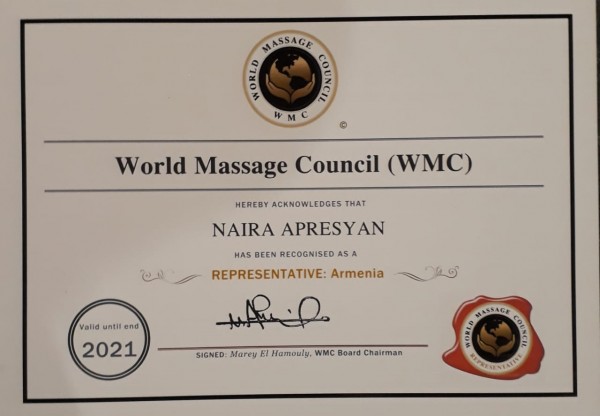 WORLD MASSAGE COUNCIL
WMC
©
World Massage Council (WMC)
HEREBY ACKNOWLEDGES THAT
NAIRA APRESYAN
HAS BEEN RECOGNISED AS A
REPRESENTATIVE: Armenia
Valid until end
2021
SIGNED: Marey El Hamouly, WMC Board Chairman
WORLD MASSAGE COUNCIL
REPRESENTATIVE